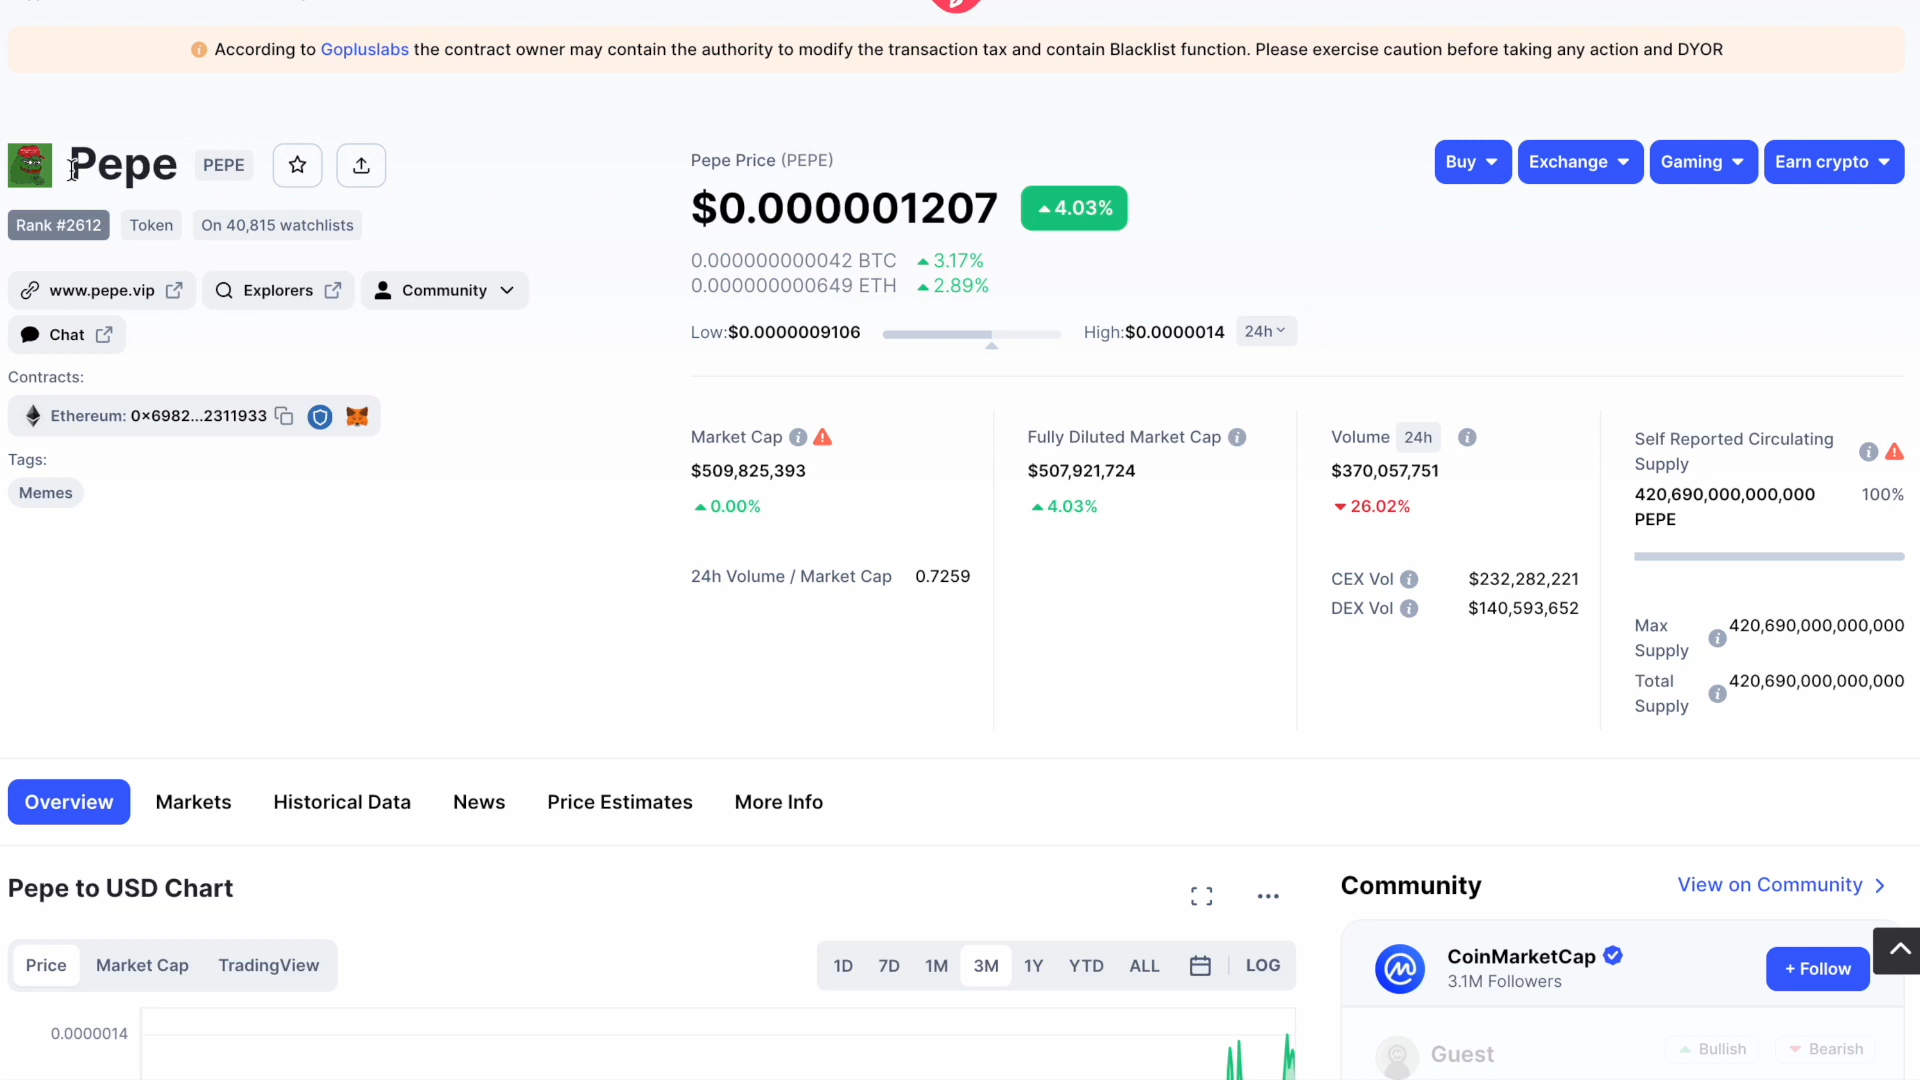 According to Gopluslabs the contract owner may contain the authority to modify the transaction tax and contain Blacklist function. Please exercise caution before taking any action and DYOR
Pepe PEPE
Rank #2612 Token On 40,815 watchlists
www.pepe.vip Explorers Community
Chat
Contracts:
Ethereum: 0x6982...2311933
Tags:
Memes
Pepe Price (PEPE)
$0.000001207 4.03%
0.000000000042 BTC 3.17%
0.000000000649 ETH 2.89%
Low:$0.0000009106 High:$0.0000014 24h
Buy Exchange Gaming Earn crypto
Market Cap
$509,825,393
0.00%
24h Volume / Market Cap 0.7259
Fully Diluted Market Cap
$507,921,724
4.03%
Volume 24h
$370,057,751
26.02%
CEX Vol $232,282,221
DEX Vol $140,593,652
Self Reported Circulating
Supply
420,690,000,000,000 100%
PEPE
Max
Supply
420,690,000,000,000
Total
Supply
420,690,000,000,000
Overview Markets Historical Data News Price Estimates More Info
Pepe to USD Chart
Price Market Cap TradingView
1D 7D 1M 3M 1Y YTD ALL LOG
0.0000014
Community View on Community
CoinMarketCap
3.1M Followers
+ Follow
Guest Bullish Bearish